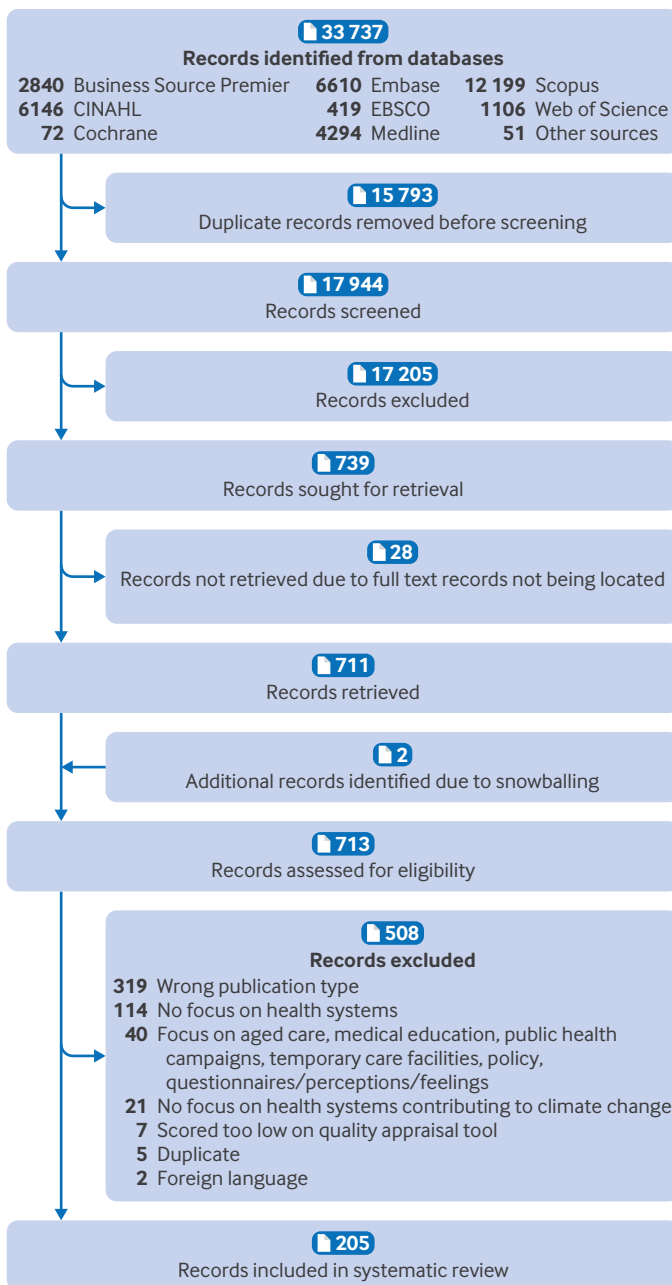 33 737
Records identified from databases
2840 Business Source Premier 6610 Embase 12 199 Scopus
6146 CINAHL 419 EBSCO 1106 Web of Science
72 Cochrane 4294 Medline 51 Other sources
15 793
Duplicate records removed before screening
17 944
Records screened
17 205
Records excluded
739
Records sought for retrieval
28
Records not retrieved due to full text records not being located
711
Records retrieved
2
Additional records identified due to snowballing
713
Records assessed for eligibility
508
Records excluded
319 Wrong publication type
114 No focus on health systems
40 Focus on aged care, medical education, public health
campaigns, temporary care facilities, policy,
questionnaires/perceptions/feelings
21 No focus on health systems contributing to climate change
7 Scored too low on quality appraisal tool
5 Duplicate
2 Foreign language
205
Records included in systematic review